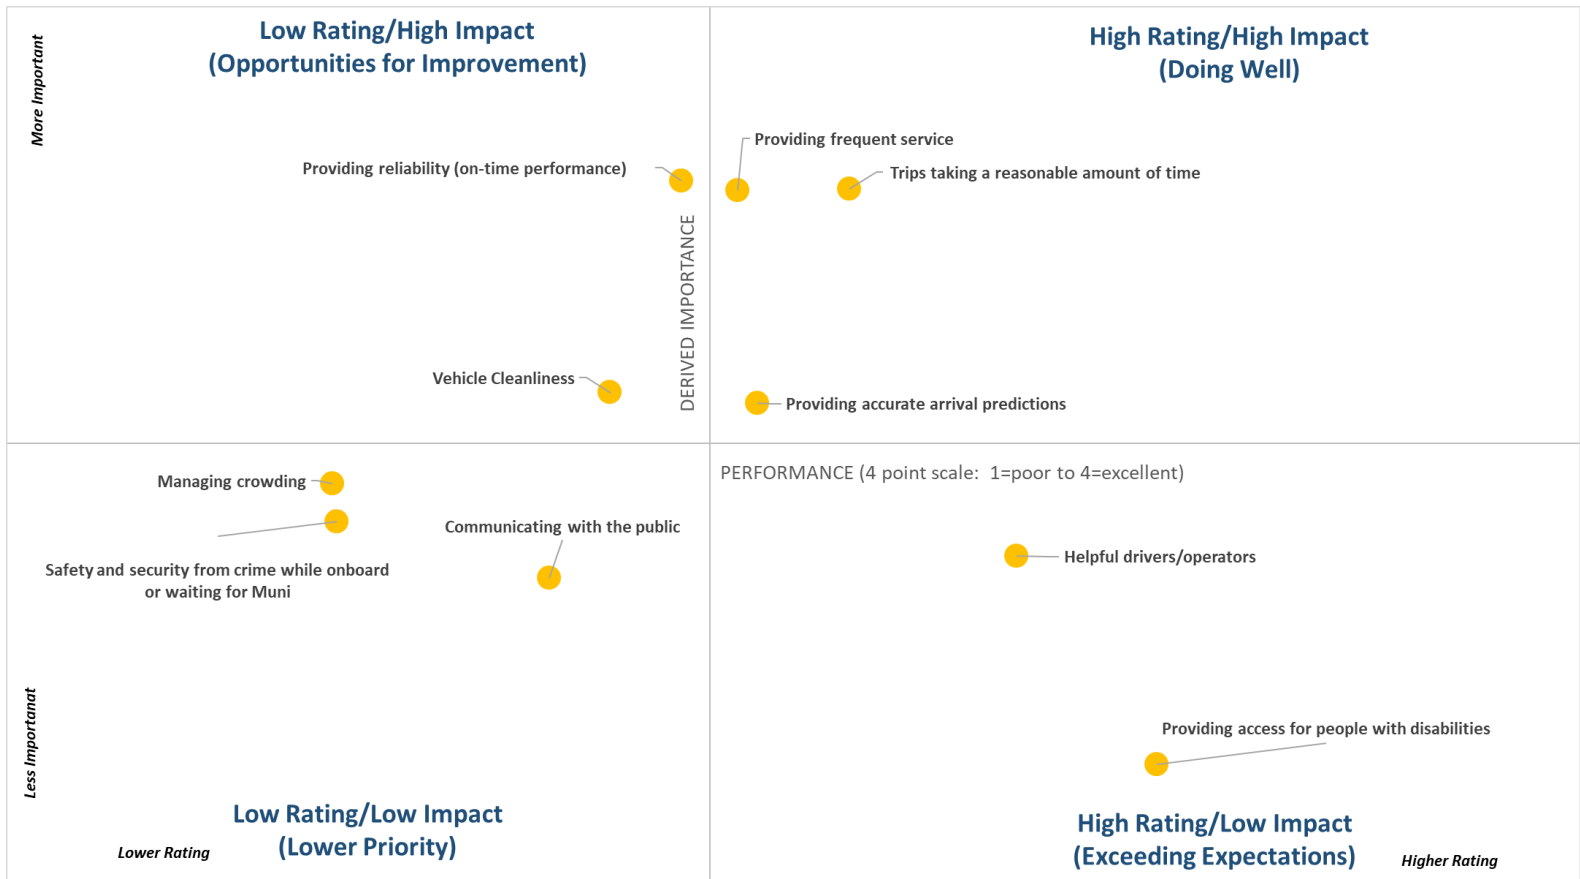 Low Rating/High Impact
(Opportunities for Improvement)
High Rating/High Impact
(Doing Well)
More Important
Providing frequent service
Providing reliability (on-time performance)
Trips taking a reasonable amount of time
DERIVED IMPORTANCE
Vehicle Cleanliness
Providing accurate arrival predictions
Managing crowding
PERFORMANCE (4 point scale:  1=poor to 4=excellent)
Communicating with the public
Safety and security from crime while onboard
or waiting for Muni
Helpful drivers/operators
Less Importanat
Providing access for people with disabilities
Low Rating/Low Impact
(Lower Priority)
High Rating/Low Impact
(Exceeding Expectations)
Lower Rating
Higher Rating